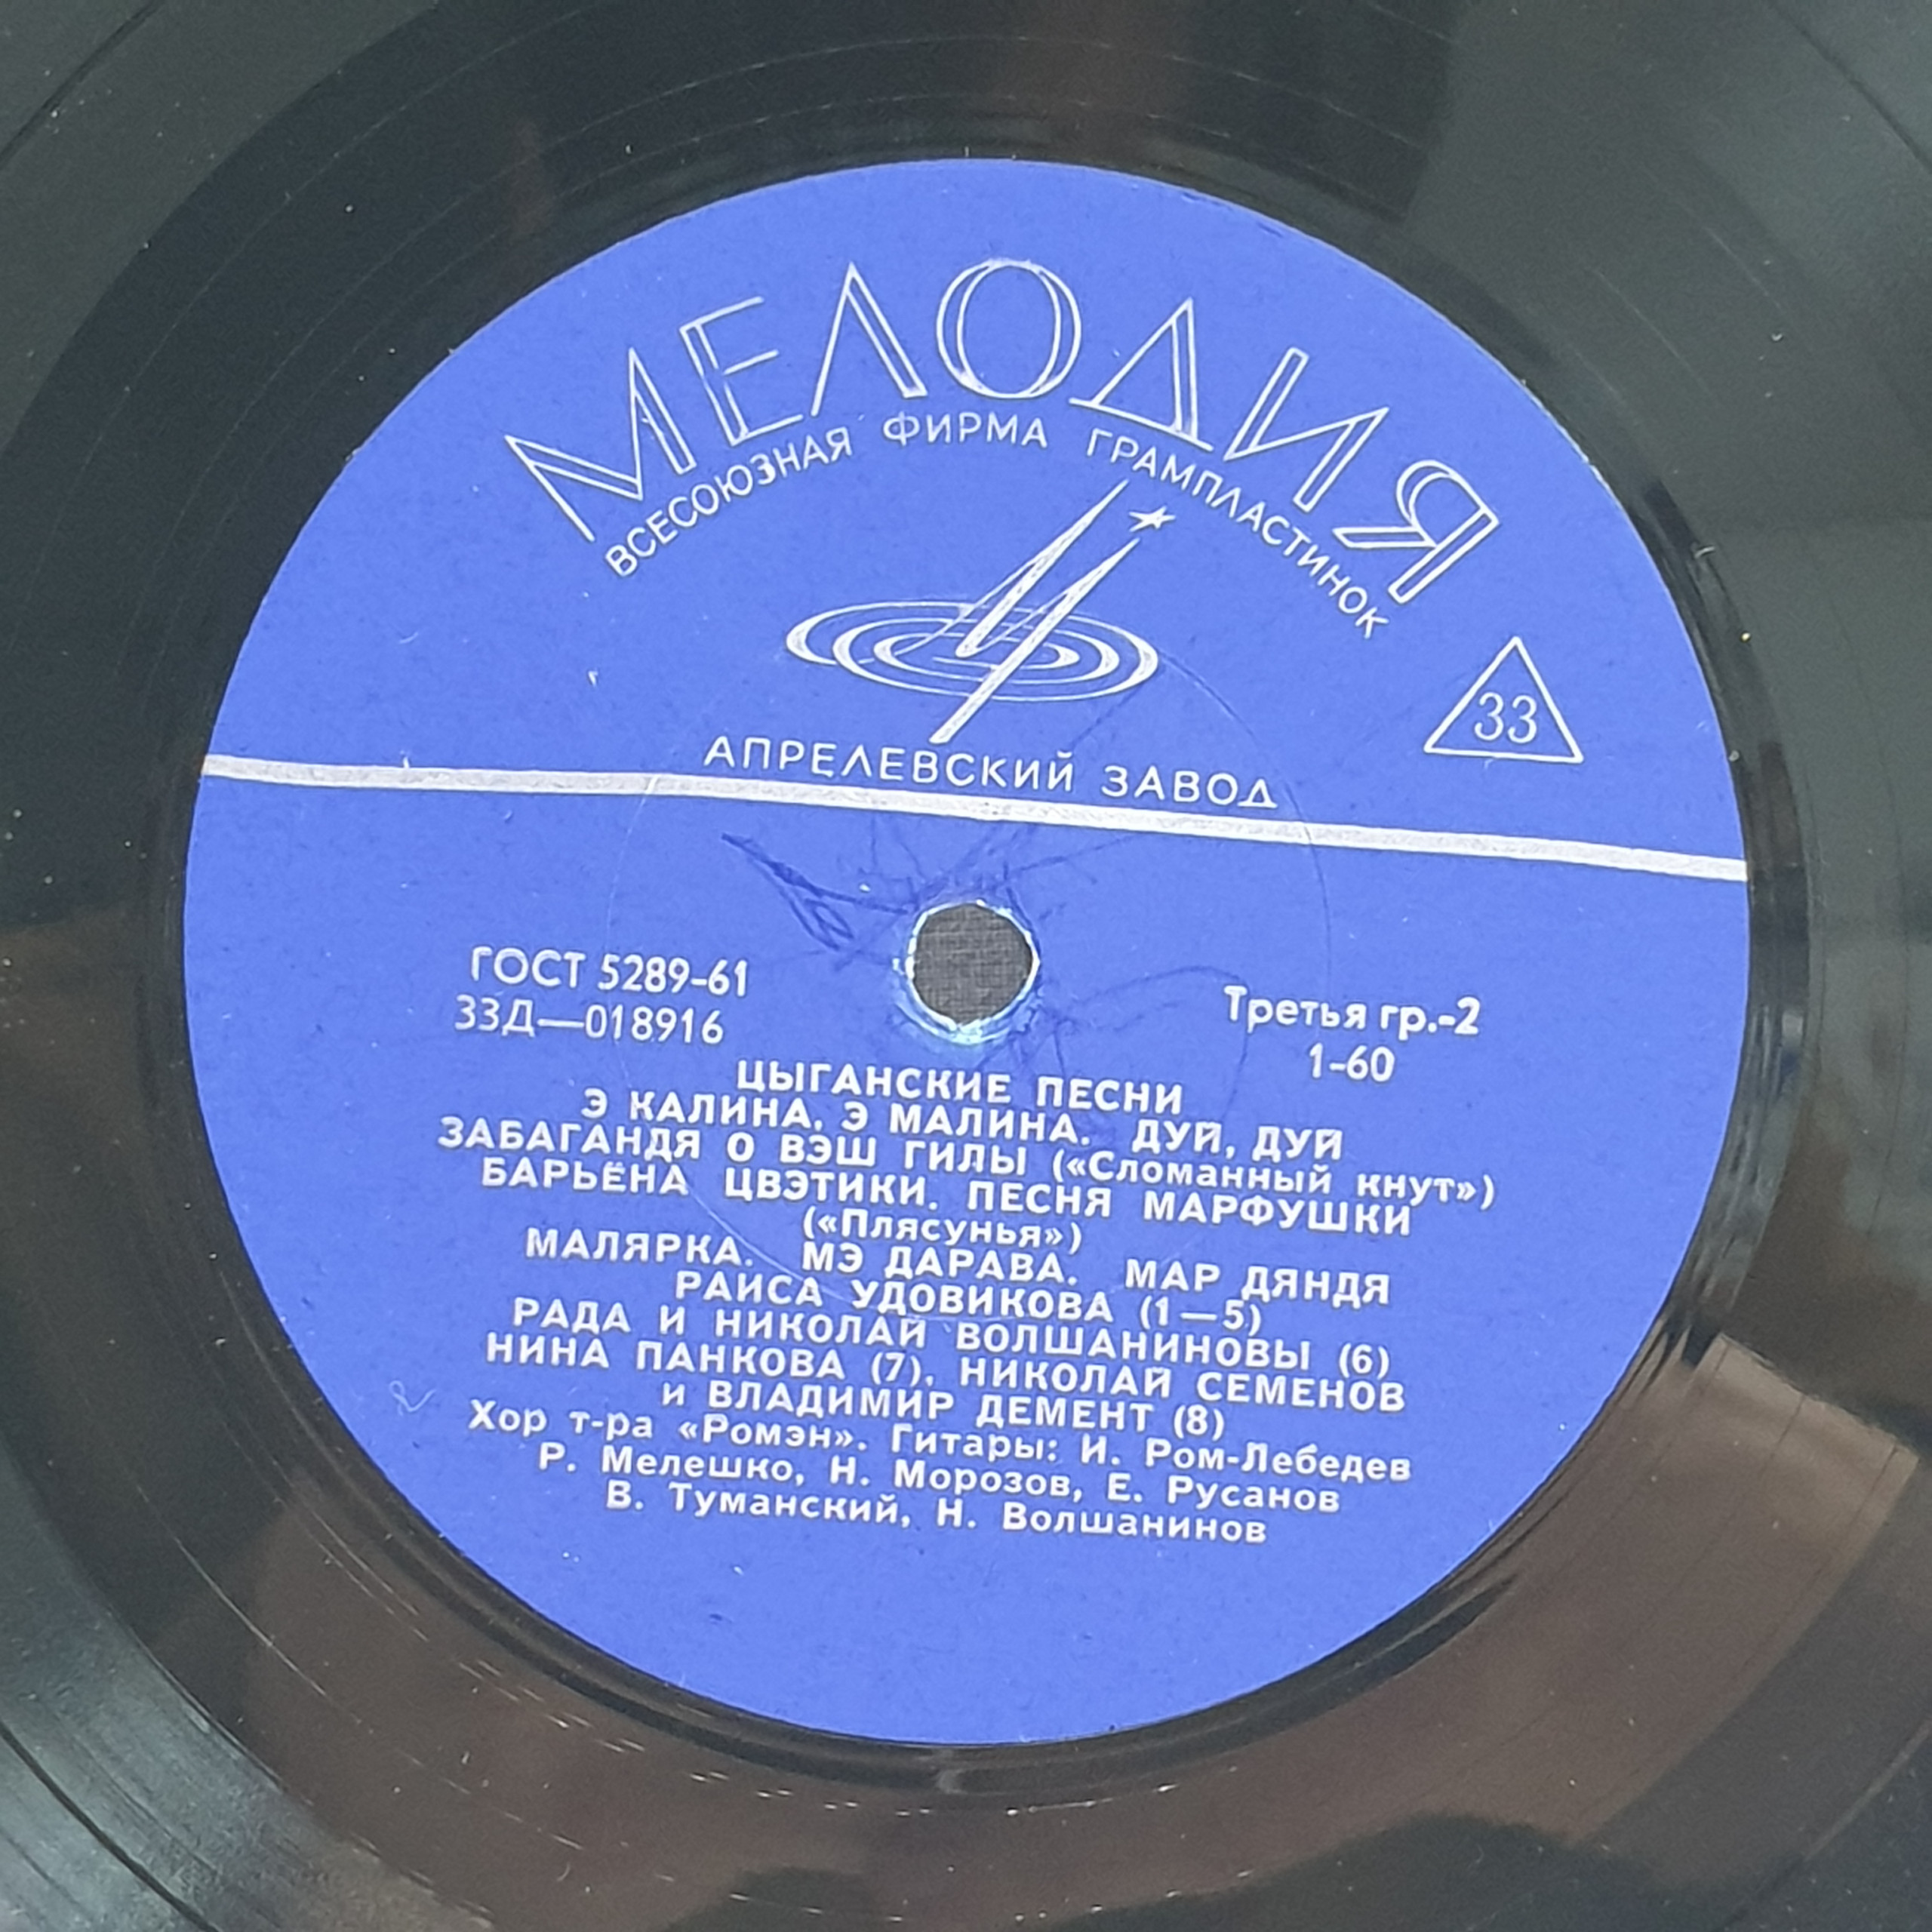 МЕЛОДИЯ
ВСЕСОЮЗНАЯ ФИРМА ГРАМПЛАСТИНОК
33
АПРЕЛЕВСКИЙ ЗАВОД
ГОСТ 5289-61
Третья гр.-2
33Д—018916
1-60
ЦЫГАНСКИЕ ПЕСНИ
Э КАЛИНА, Э МАЛИНА. ДУЙ, ДУЙ
ЗАБАГАНДЯ О ВЭШ ГИЛЫ («Сломанный кнут»)
БАРЬЁНА ЦВЭТИКИ. ПЕСНЯ МАРФУШКИ
(«Плясунья»)
МАЛЯРКА. МЭ ДАРАВА. МАР ДЯНДЯ
РАИСА УДОВИКОВА (1—5)
РАДА И НИКОЛАЙ ВОЛШАНИНОВЫ (6)
НИНА ПАНКОВА (7), НИКОЛАЙ СЕМЕНОВ
и ВЛАДИМИР ДЕМЕНТ (8)
Хор т-ра «Ромэн». Гитары: И. Ром-Лебедев
Р. Мелешко, Н. Морозов, Е. Русанов
В. Туманский, Н. Волшанинов